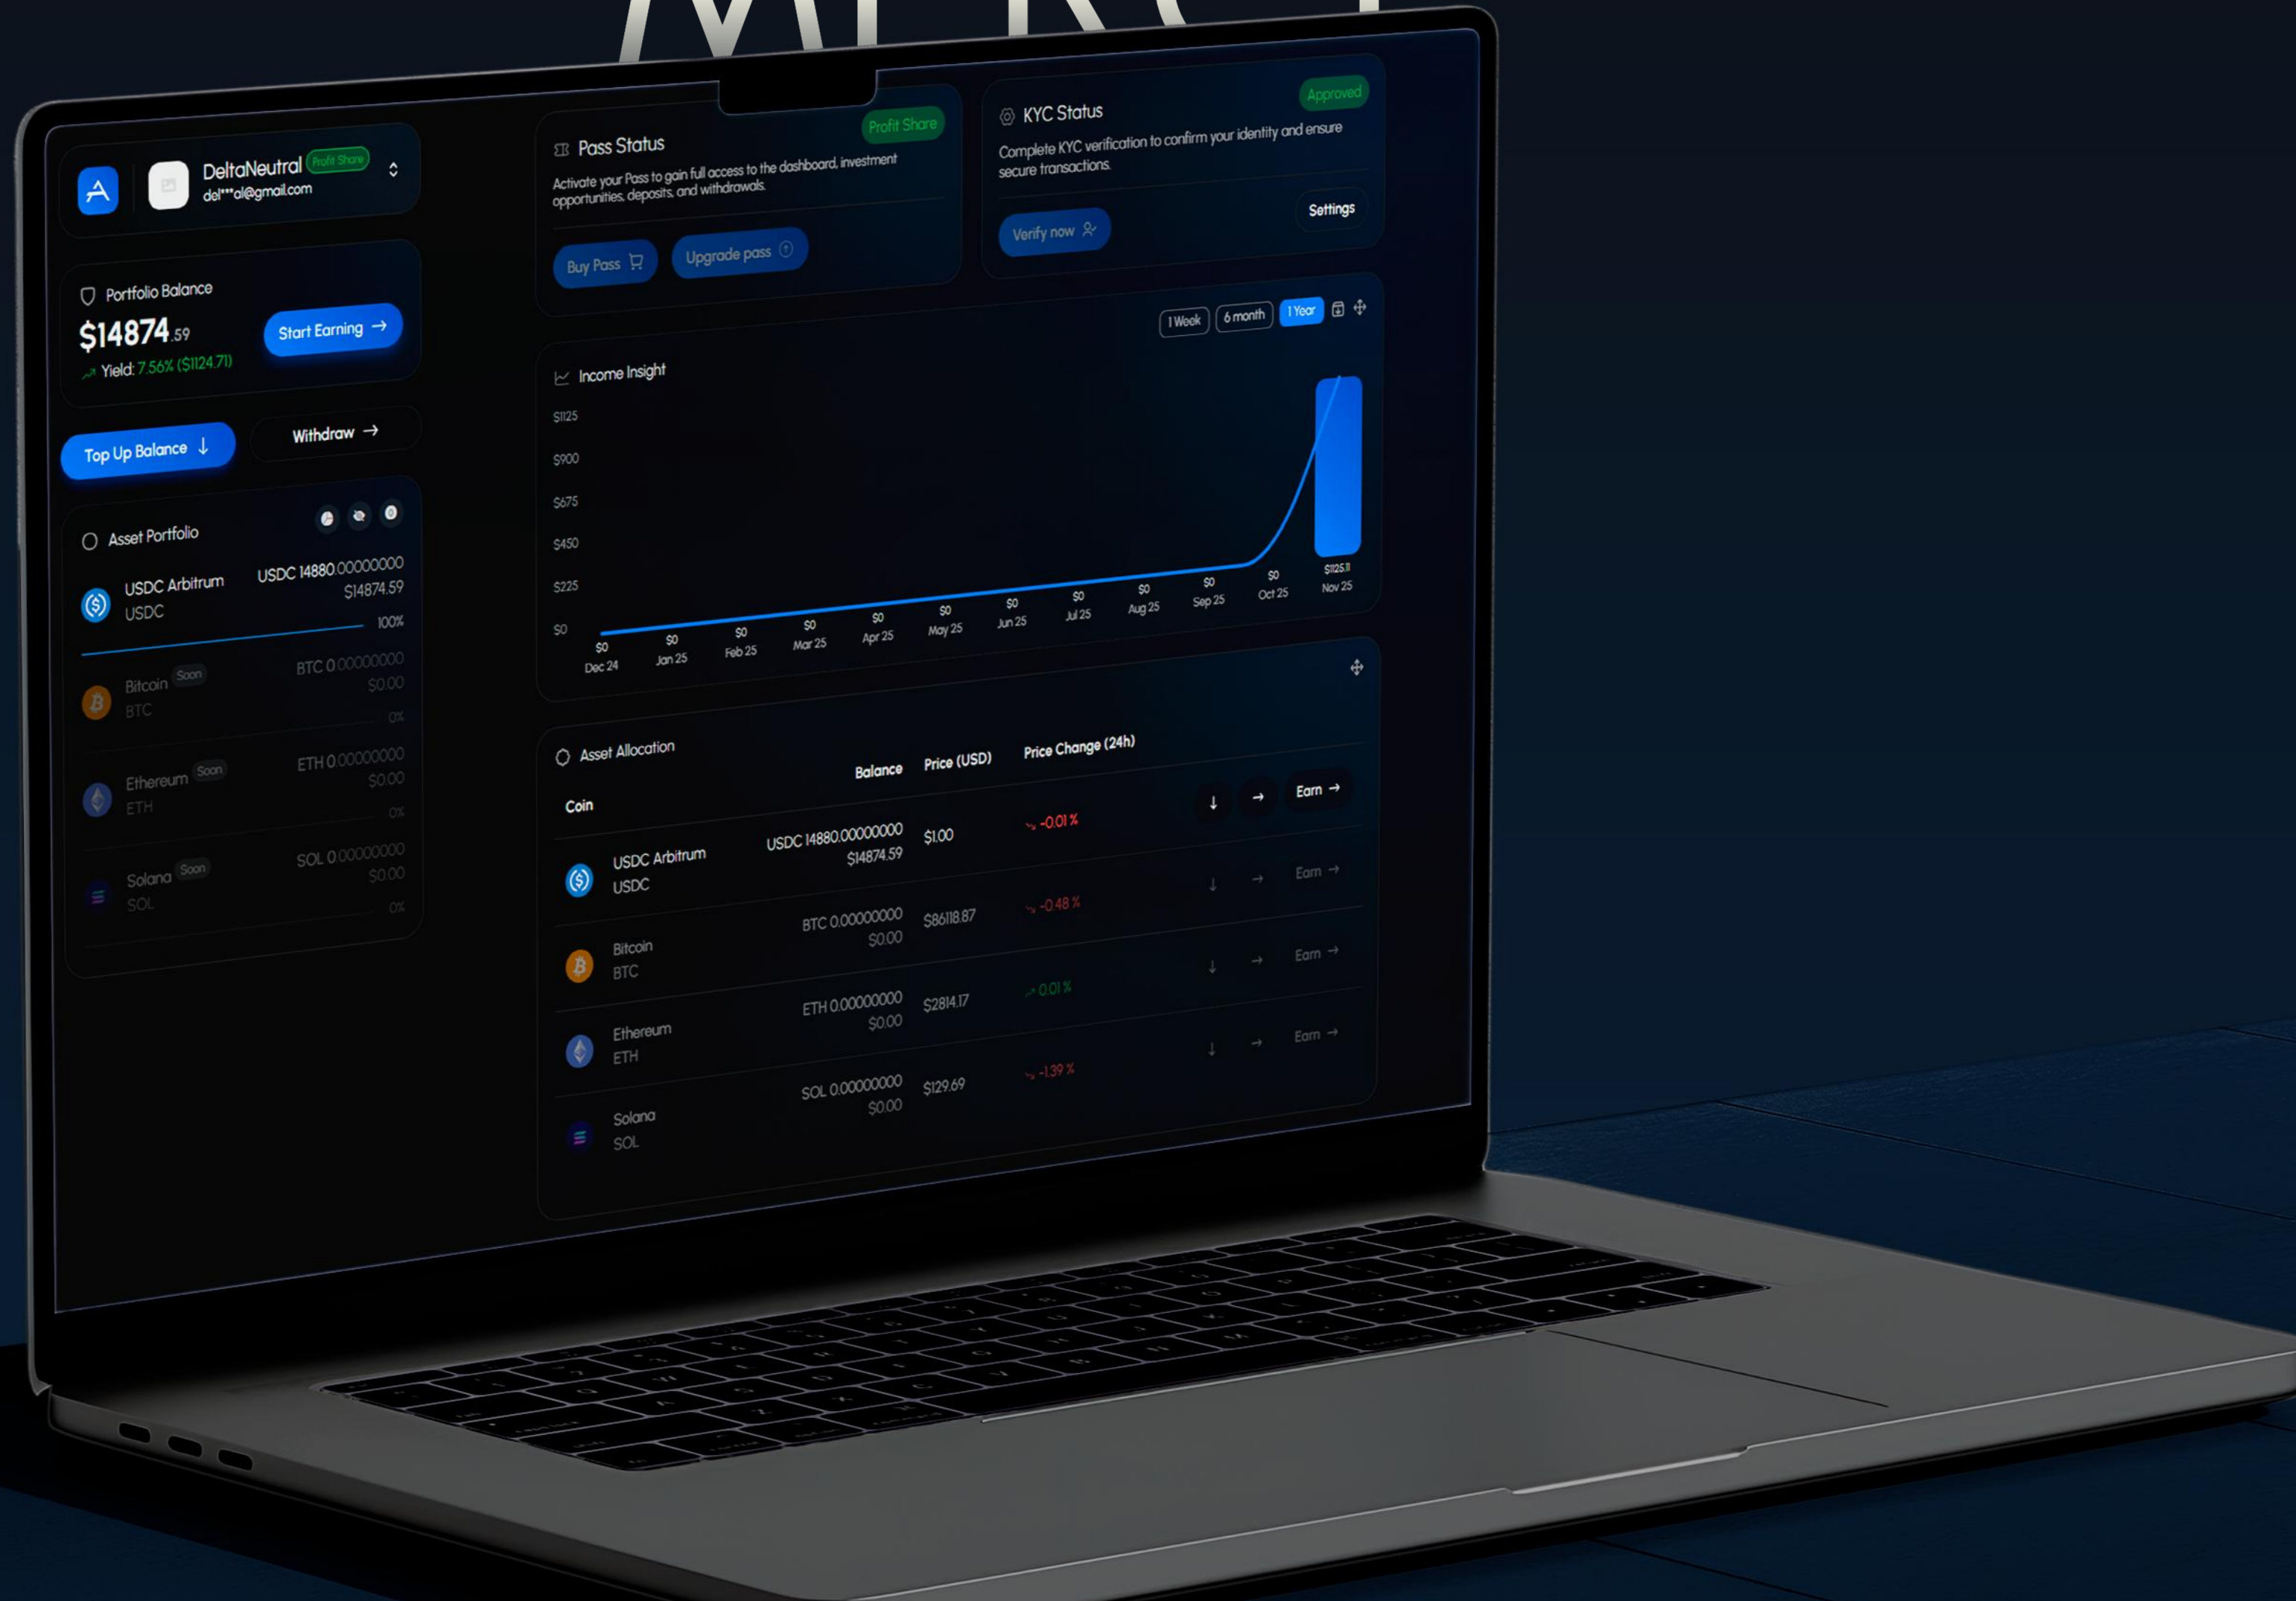 DeltaNeutral Profit Share
del***al@gmail.com
Portfolio Balance
$14874.59
Yield: 7.56% ($1124.71)
Start Earning →
Top Up Balance ↓
Withdraw →
Asset Portfolio
USDC Arbitrum USDC 14880.00000000
USDC $14874.59
100%
Bitcoin Soon BTC 0.00000000
BTC $0.00
0%
Ethereum Soon ETH 0.00000000
ETH $0.00
0%
Solana Soon SOL 0.00000000
SOL $0.00
0%
Pass Status Profit Share
Activate your Pass to gain full access to the dashboard, investment
opportunities, deposits, and withdrawals.
Buy Pass
Upgrade pass
KYC Status Approved
Complete KYC verification to confirm your identity and ensure
secure transactions.
Verify now
Settings
Income Insight
1 Week 6 month 1 Year
$1125
$900
$675
$450
$225
$0
$0 $0 $0 $0 $0 $0 $0 $0 $0 $0 $0 $1125.11
Dec 24 Jan 25 Feb 25 Mar 25 Apr 25 May 25 Jun 25 Jul 25 Aug 25 Sep 25 Oct 25 Nov 25
Asset Allocation
Coin Balance Price (USD) Price Change (24h)
USDC Arbitrum USDC 14880.00000000 $1.00 -0.01 % ↓ → Earn →
USDC $14874.59
Bitcoin BTC 0.00000000 $86118.87 -0.48 % ↓ → Earn →
BTC $0.00
Ethereum ETH 0.00000000 $2814.17 0.01 % ↓ → Earn →
ETH $0.00
Solana SOL 0.00000000 $129.69 -1.39 % ↓ → Earn →
SOL $0.00